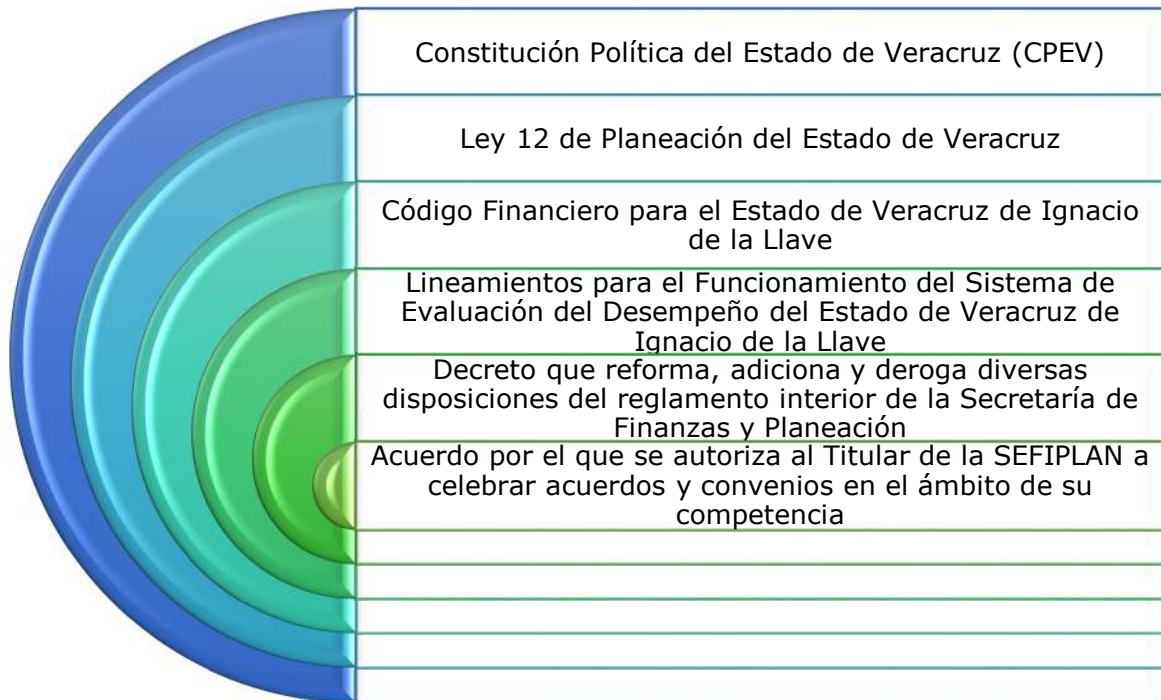 Constitución Política del Estado de Veracruz (CPEV)
Ley 12 de Planeación del Estado de Veracruz
Código Financiero para el Estado de Veracruz de Ignacio
de la Llave
Lineamientos para el Funcionamiento del Sistema de
Evaluación del Desempeño del Estado de Veracruz de
Ignacio de la Llave
Decreto que reforma, adiciona y deroga diversas
disposiciones del reglamento interior de la Secretaría de
Finanzas y Planeación
Acuerdo por el que se autoriza al Titular de la SEFIPLAN a
celebrar acuerdos y convenios en el ámbito de su
competencia